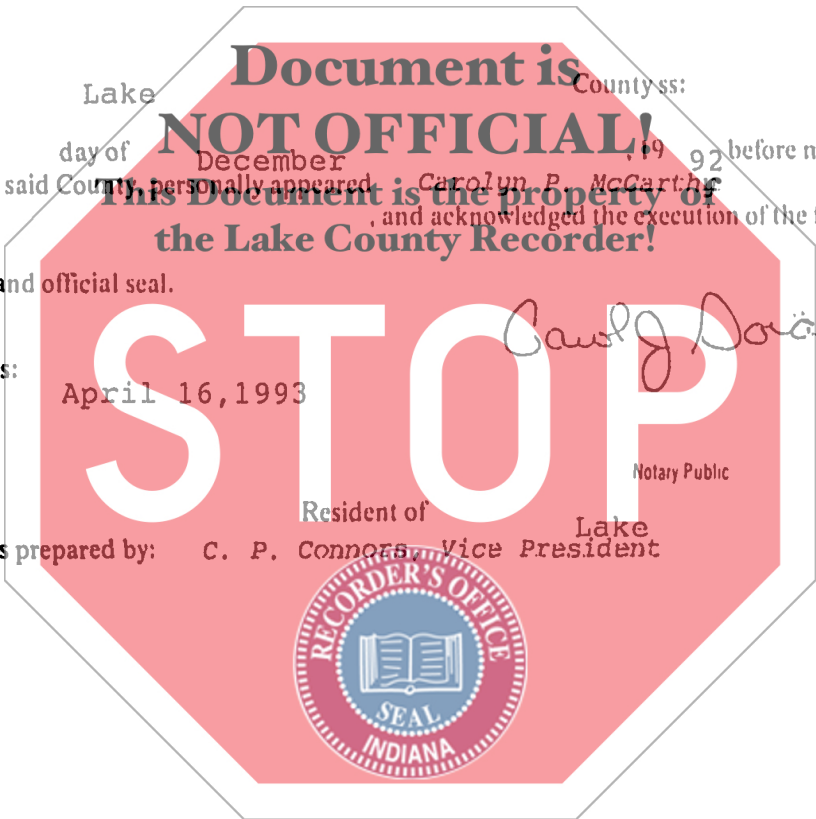 Document is
Lake County ss:
NOT OFFICIAL!
day of December , 19 92 before m
said County, personally appeared Carolyn P. McCarthy
This Document is the property of
, and acknowledged the execution of the f
the Lake County Recorder!
and official seal.
Carol J
s:
April 16,1993
STOP
Notary Public
Resident of Lake
s prepared by: C. P. Connors, Vice President
RECORDER'S OFFICE
SEAL
INDIANA